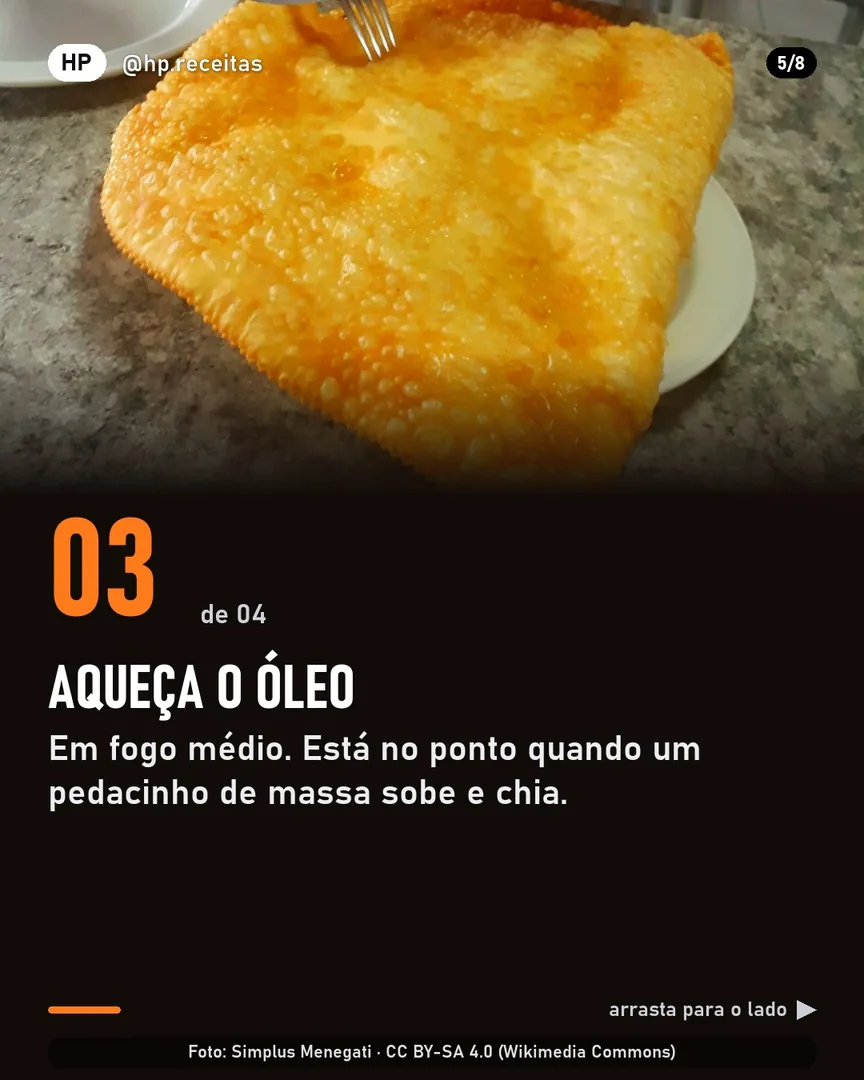 HP @hp.receitas
5/8
03
de 04
AQUEÇA O ÓLEO
Em fogo médio. Está no ponto quando um
pedacinho de massa sobe e chia.
arrasta para o lado ▶
Foto: Simplus Menegati · CC BY-SA 4.0 (Wikimedia Commons)